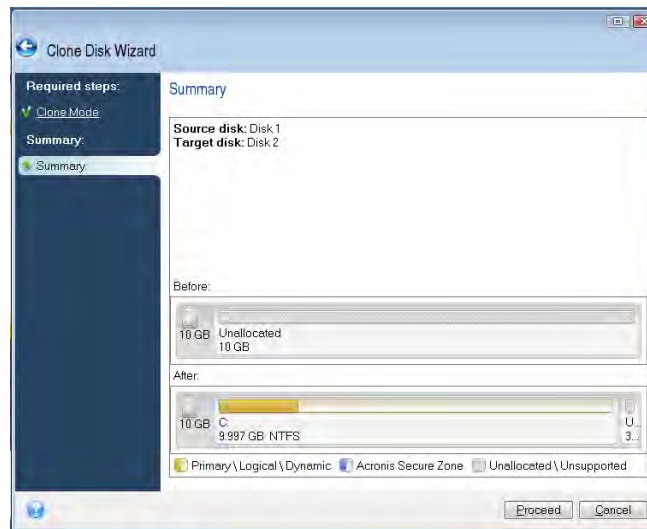 Clone Disk Wizard
Required steps:
Clone Mode
Summary:
Summary
Summary
Source disk: Disk 1
Target disk: Disk 2
Before:
10 GB
Unallocated
10 GB
After:
10 GB
C:
9.997 GB NTFS
U...
3...
Primary \ Logical \ Dynamic
Acronis Secure Zone
Unallocated \ Unsupported
Proceed
Cancel